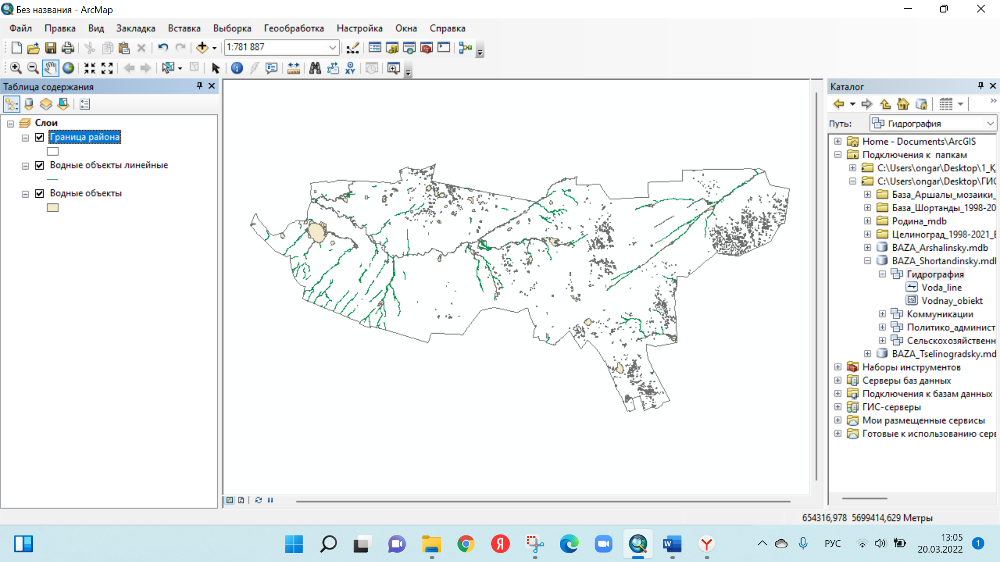 Без названия - ArcMap
Файл Правка Вид Закладка Вставка Выборка Геообработка Настройка Окна Справка
1:781 887
XY
Таблица содержания
Слои
Граница района
Водные объекты линейные
Водные объекты
Каталог
Путь: Гидрография
Home - Documents\ArcGIS
Подключения к папкам
C:\Users\ongar\Desktop\1_
C:\Users\ongar\Desktop\ГИС
База_Аршалы_мозаики_
База_Шортанды_1998-20
Родина_mdb
Целиноград_1998-2021_
BAZA_Arshalinsky.mdb
BAZA_Shortandinsky.md
Гидрография
Voda_line
Vodnay_obiekt
Коммуникации
Политико_админист
Сельскохозяйственн
BAZA_Tselinogradsky.md
Наборы инструментов
Серверы баз данных
Подключения к базам данных
ГИС-серверы
Мои размещенные сервисы
Готовые к использованию сер
654316,978 5699414,629 Метры
Я
W
Y
РУС
13:05
20.03.2022
1